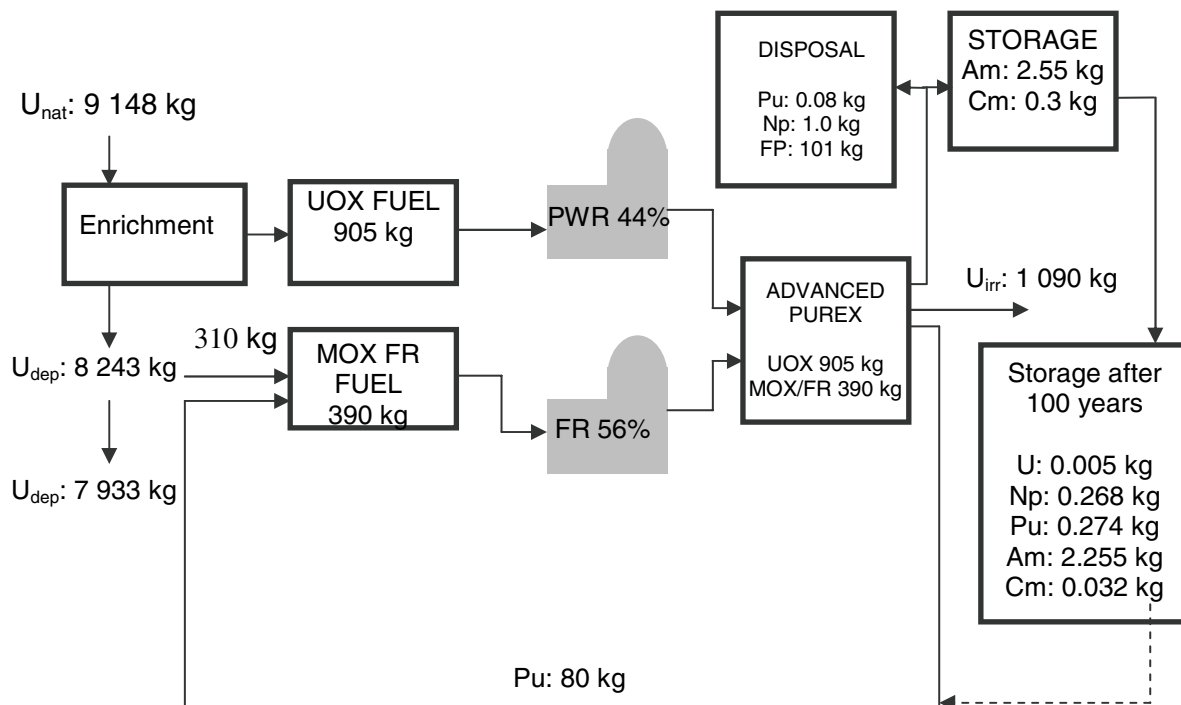 U_nat: 9 148 kg
Enrichment
UOX FUEL
905 kg
PWR 44%
DISPOSAL
Pu: 0.08 kg
Np: 1.0 kg
FP: 101 kg
STORAGE
Am: 2.55 kg
Cm: 0.3 kg
U_dep: 8 243 kg
310 kg
MOX FR
FUEL
390 kg
FR 56%
ADVANCED
PUREX
UOX 905 kg
MOX/FR 390 kg
U_irr: 1 090 kg
U_dep: 7 933 kg
Storage after
100 years
U: 0.005 kg
Np: 0.268 kg
Pu: 0.274 kg
Am: 2.255 kg
Cm: 0.032 kg
Pu: 80 kg